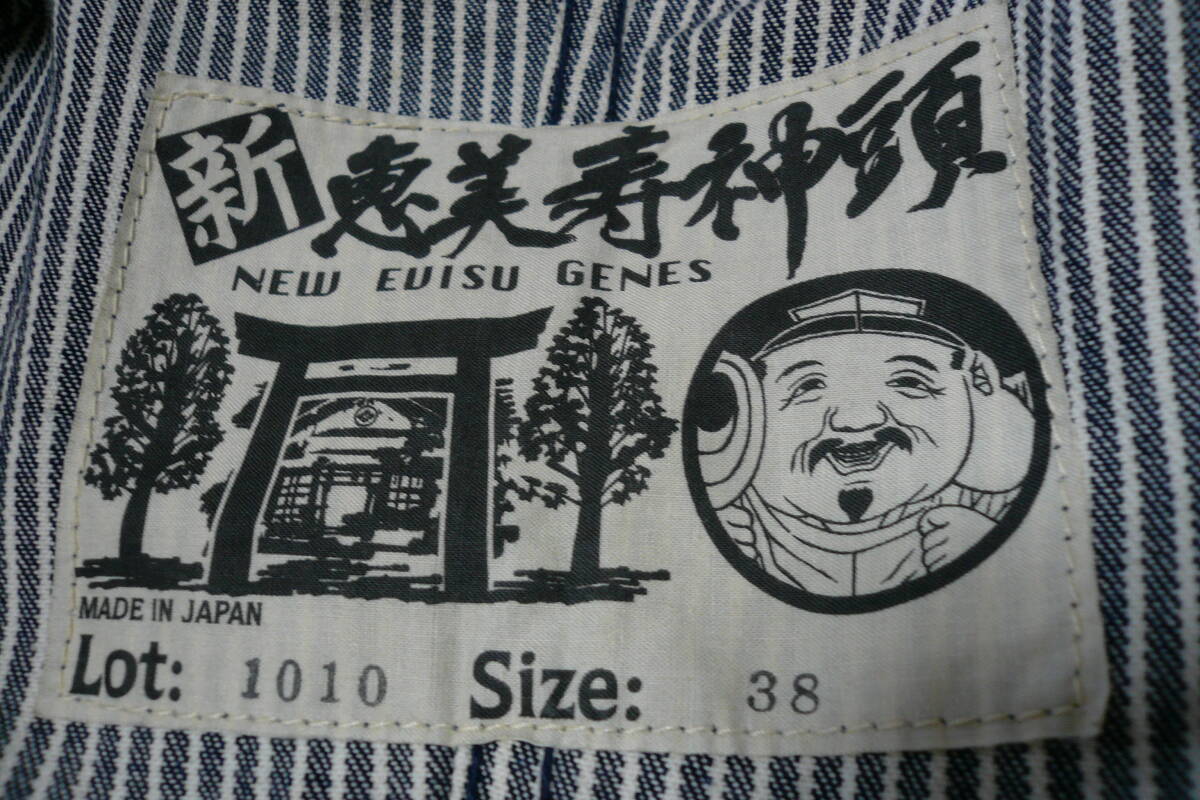 新 恵美寿神頭
NEW EVISU GENES
MADE IN JAPAN
Lot: 1010 Size: 38